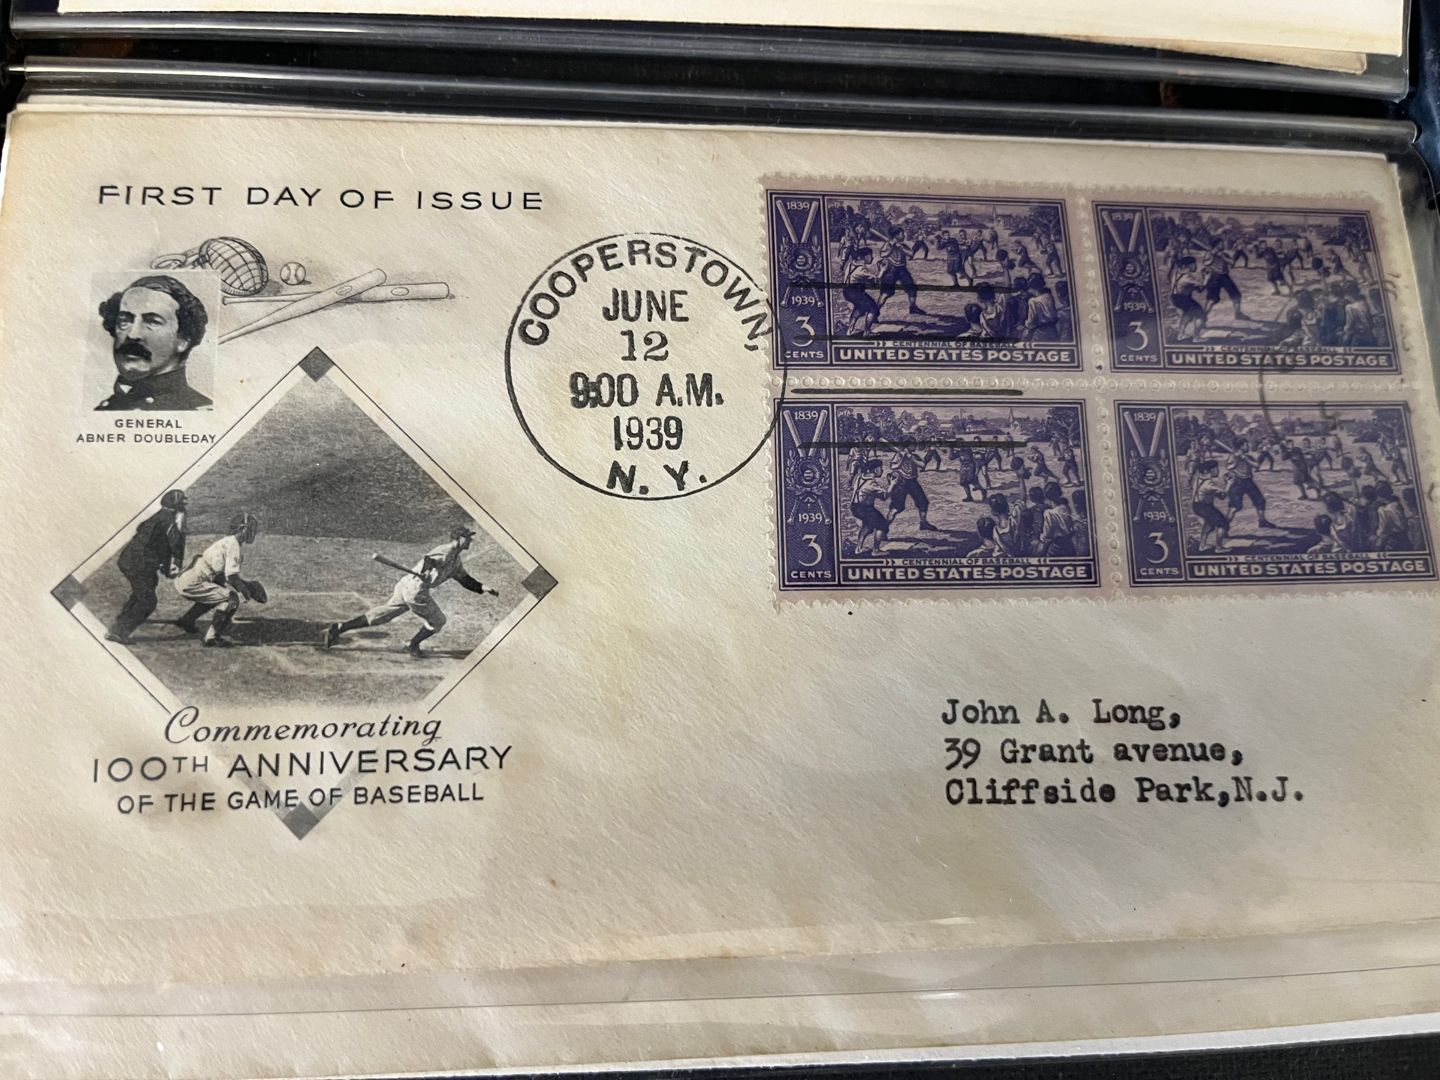 FIRST DAY OF ISSUE
GENERAL
ABNER DOUBLEDAY
Commemorating
100TH ANNIVERSARY
OF THE GAME OF BASEBALL
COOPERSTOWN,
JUNE
12
9:00 A.M.
1939
N. Y.
1839
1939
3
CENTS
CENTENNIAL OF BASEBALL
UNITED STATES POSTAGE
1839
1939
3
CENTS
CENTENNIAL OF BASEBALL
UNITED STATES POSTAGE
1839
1939
3
CENTS
CENTENNIAL OF BASEBALL
UNITED STATES POSTAGE
1839
1939
3
CENTS
CENTENNIAL OF BASEBALL
UNITED STATES POSTAGE
John A. Long,
39 Grant avenue,
Cliffside Park,N.J.